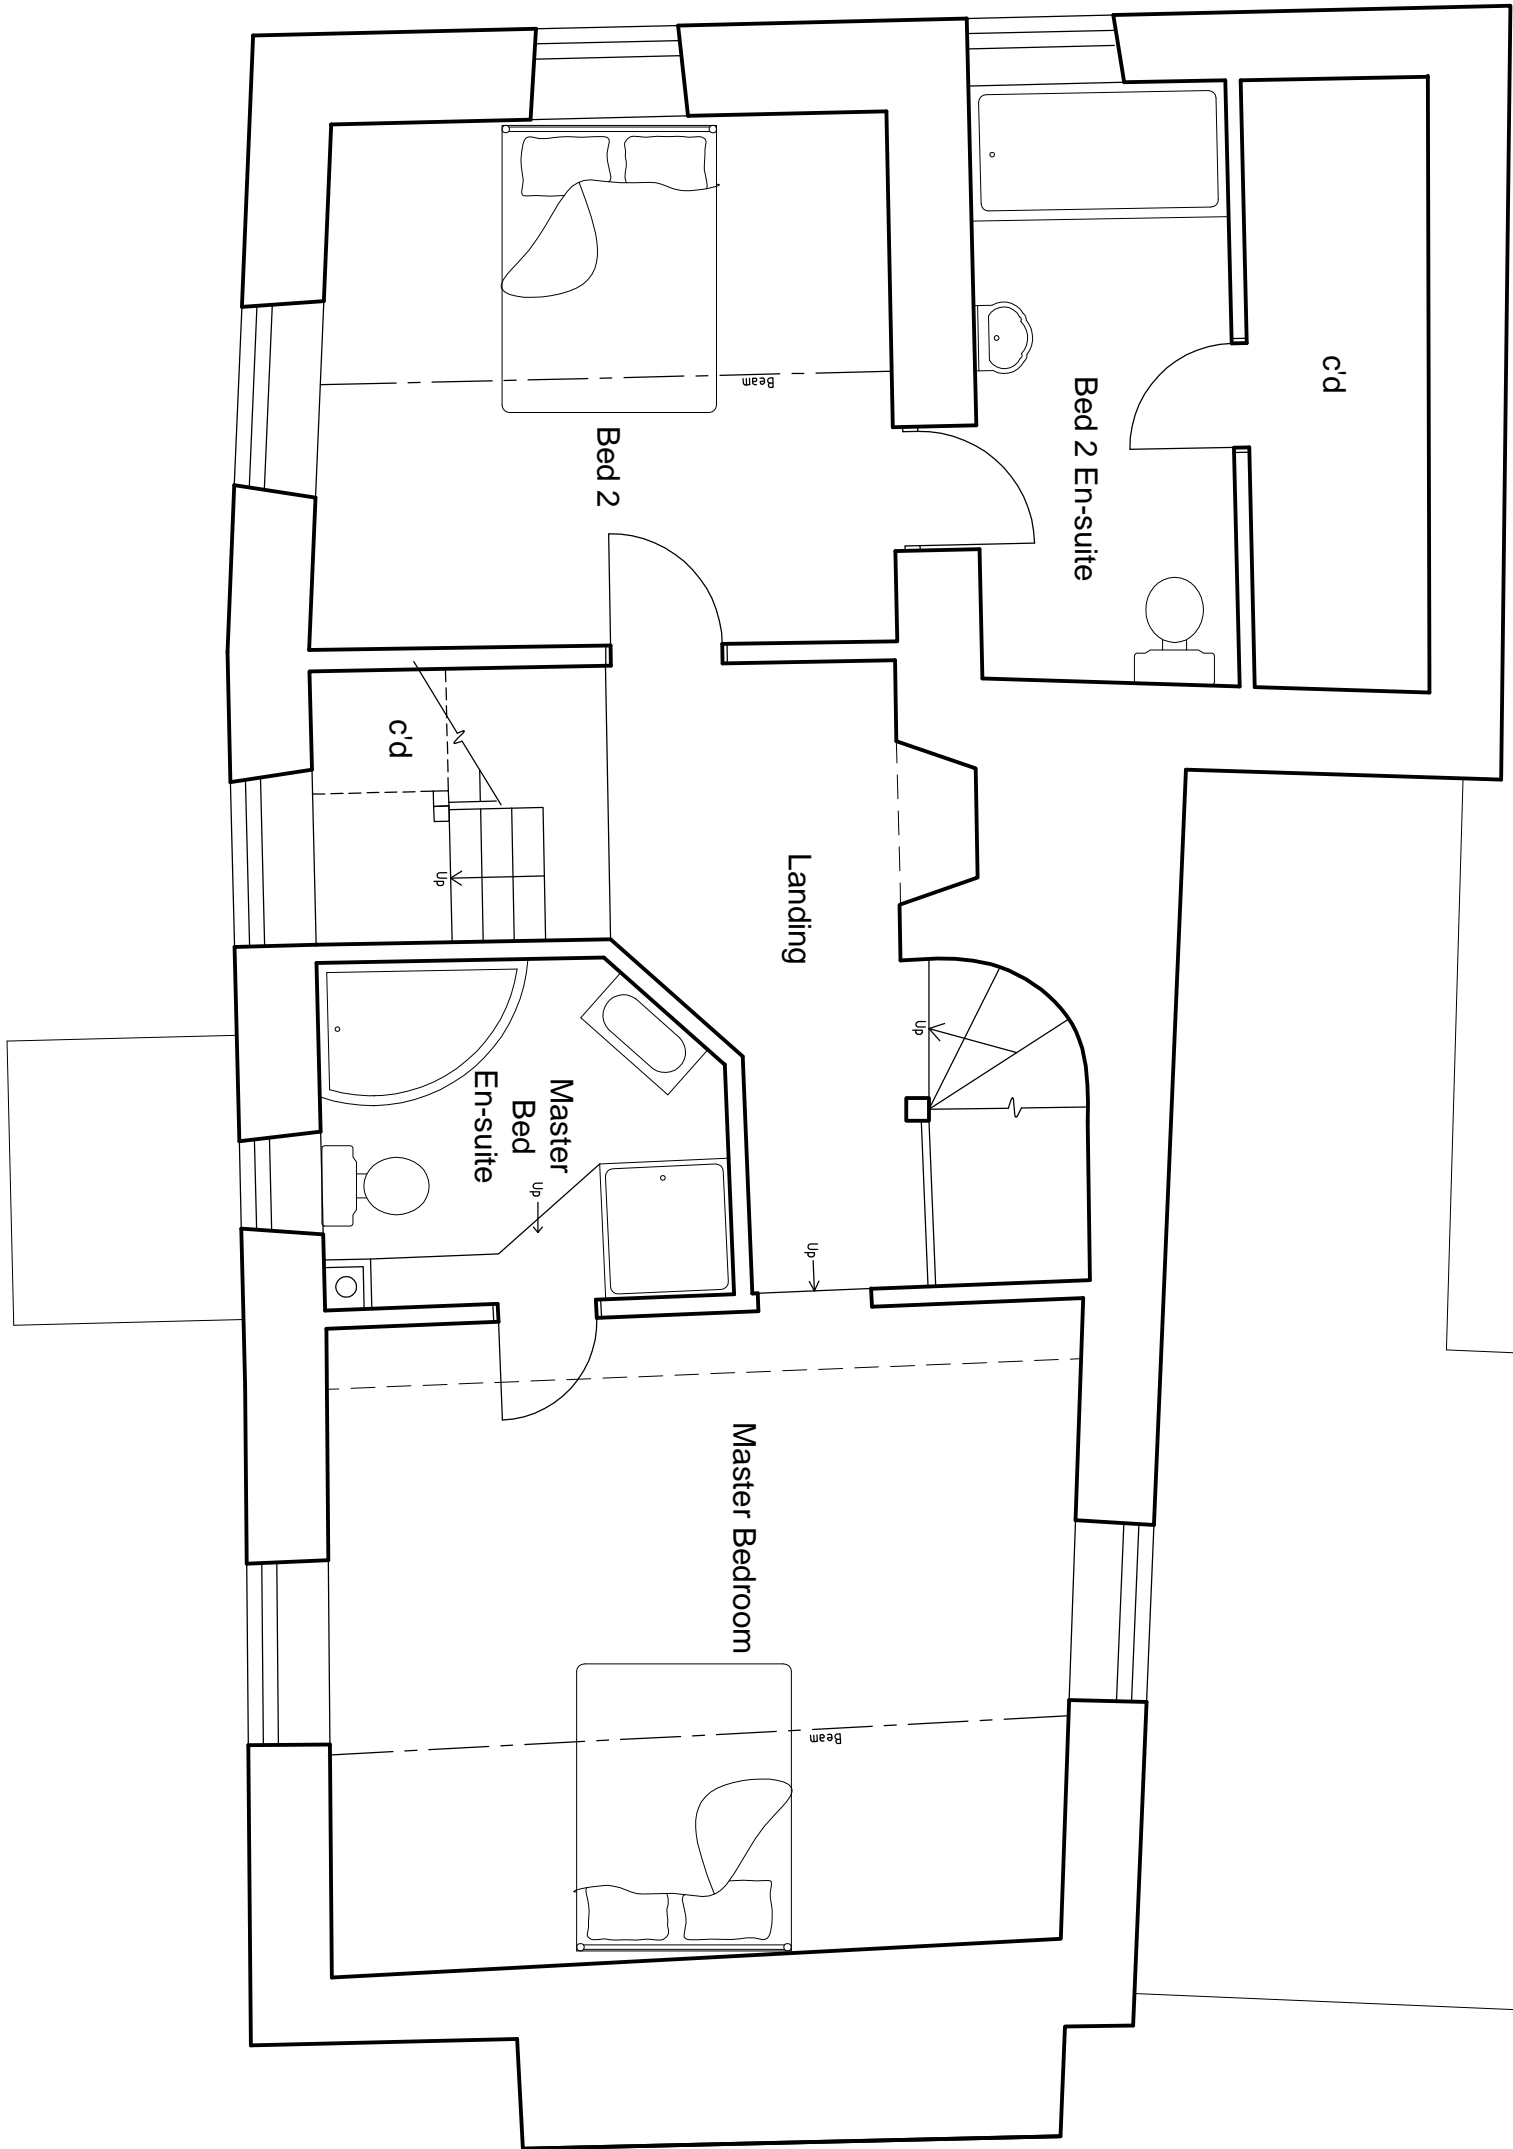 c'd
Bed 2 En-suite
Beam
Bed 2
c'd
Up
Landing
Up
Master
Bed
En-suite
Up
Up
Master Bedroom
Beam